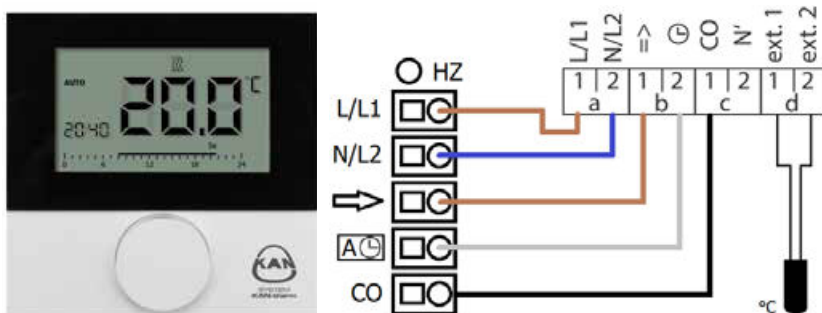 AUTO
20.0 °C
20:40
0 6 12 18 24
KAN
HZ
L/L1
N/L2
A
CO
L/L1 N/L2 => CO N' ext. 1 ext. 2
1 2 1 2 1 2 1 2
a b c d
°C